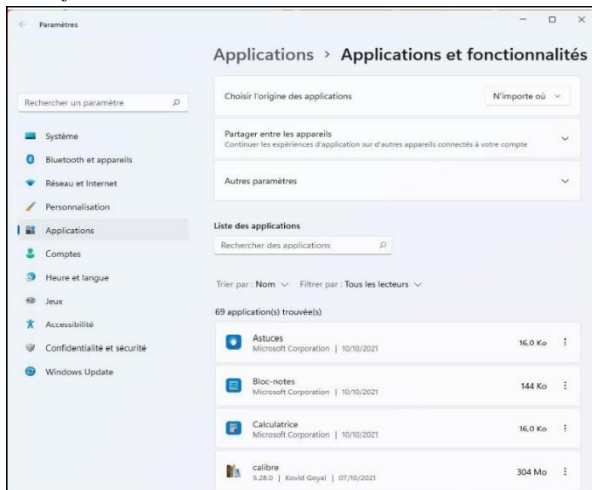 Paramètres
Applications > Applications et fonctionnalités
Rechercher un paramètre
Système
Bluetooth et appareils
Réseau et Internet
Personnalisation
Applications
Comptes
Heure et langue
Jeux
Accessibilité
Confidentialité et sécurité
Windows Update
Choisir l'origine des applications
N'importe où
Partager entre les appareils
Continuer les expériences d'application sur d'autres appareils connectés à votre compte
Autres paramètres
Liste des applications
Rechercher des applications
Trier par : Nom Filtrer par : Tous les lecteurs
69 application(s) trouvée(s)
Astuces
Microsoft Corporation | 10/10/2021
16,0 Ko
Bloc-notes
Microsoft Corporation | 10/10/2021
144 Ko
Calculatrice
Microsoft Corporation | 10/10/2021
16,0 Ko
calibre
5.28.0 | Kovid Goyal | 07/10/2021
304 Mo